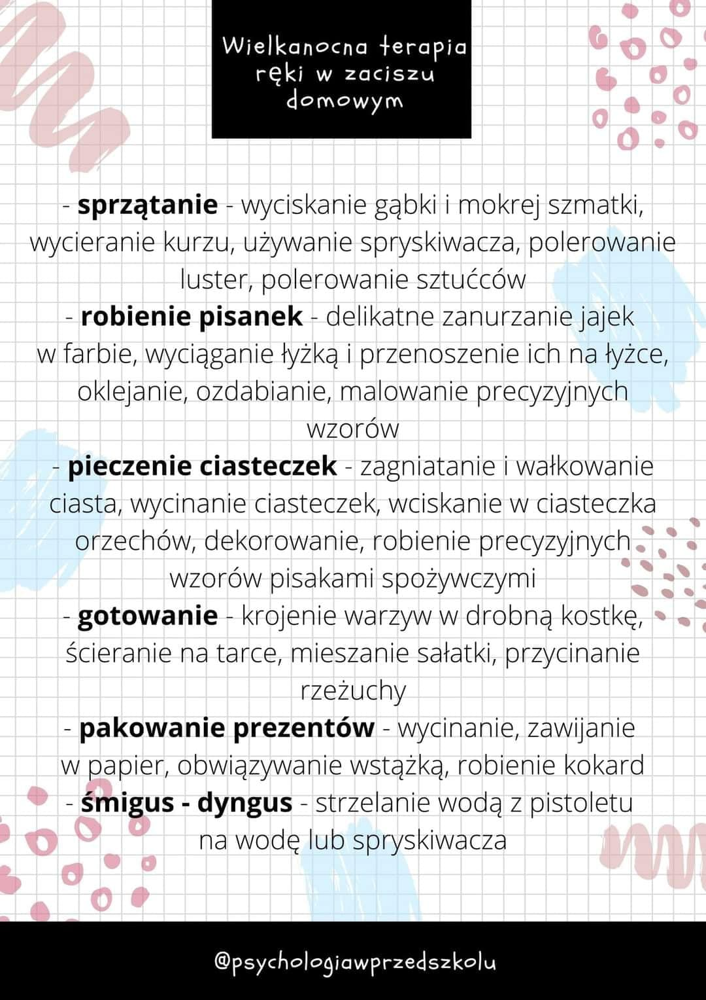 Wielkanocna terapia
ręki w zaciszu
domowym
- sprzątanie - wyciskanie gąbki i mokrej szmatki,
wycieranie kurzu, używanie spryskiwacza, polerowanie
luster, polerowanie sztućców
- robienie pisanek - delikatne zanurzanie jajek
w farbie, wyciąganie łyżką i przenoszenie ich na łyżce,
oklejanie, ozdabianie, malowanie precyzyjnych
wzorów
- pieczenie ciasteczek - zagniatanie i wałkowanie
ciasta, wycinanie ciasteczek, wciskanie w ciasteczka
orzechów, dekorowanie, robienie precyzyjnych
wzorów pisakami spożywczymi
- gotowanie - krojenie warzyw w drobną kostkę,
ścieranie na tarce, mieszanie sałatki, przycinanie
rzeżuchy
- pakowanie prezentów - wycinanie, zawijanie
w papier, obwiązywanie wstążką, robienie kokard
- śmigus - dyngus - strzelanie wodą z pistoletu
na wodę lub spryskiwacza
@psychologiawprzedszkolu